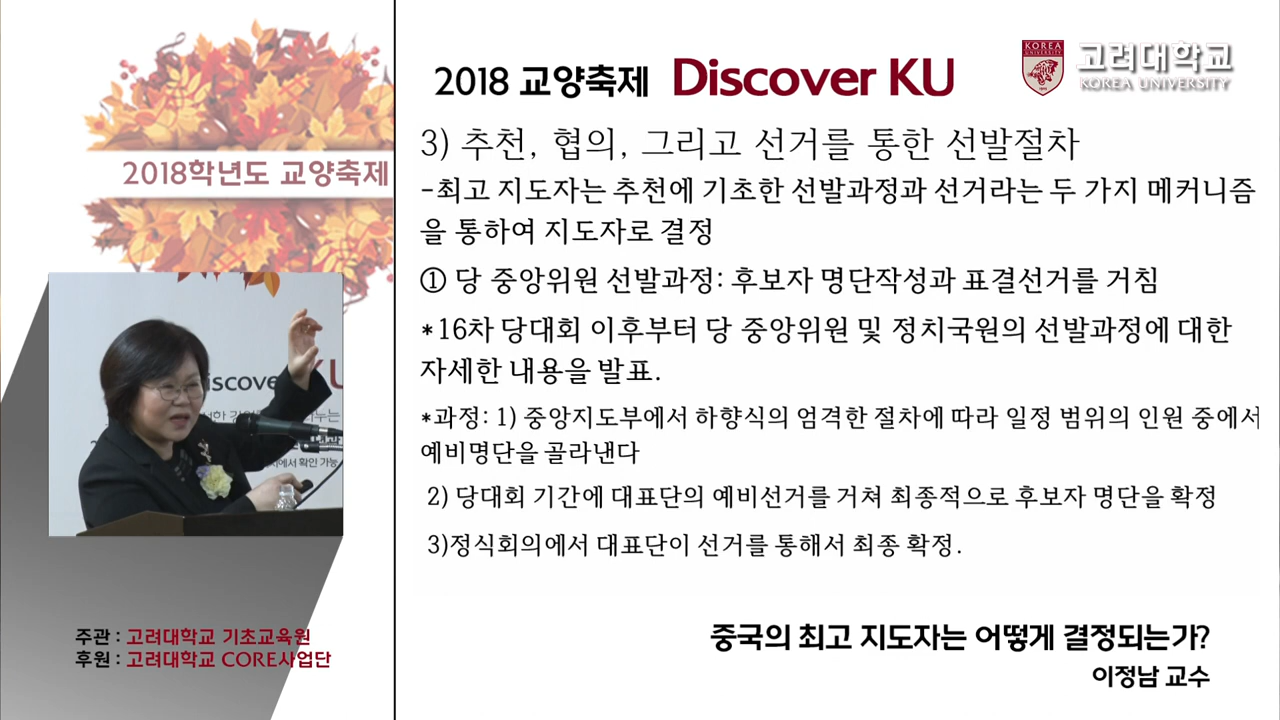 2018학년도 교양축제
2018 교양축제 Discover KU
KOREA
UNIVERSITY
고려대학교
KOREA UNIVERSITY
3) 추천, 협의, 그리고 선거를 통한 선발절차
-최고 지도자는 추천에 기초한 선발과정과 선거라는 두 가지 메커니즘
을 통하여 지도자로 결정
① 당 중앙위원 선발과정: 후보자 명단작성과 표결선거를 거침
*16차 당대회 이후부터 당 중앙위원 및 정치국원의 선발과정에 대한
자세한 내용을 발표.
*과정: 1) 중앙지도부에서 하향식의 엄격한 절차에 따라 일정 범위의 인원 중에서
예비명단을 골라낸다
2) 당대회 기간에 대표단의 예비선거를 거쳐 최종적으로 후보자 명단을 확정
3)정식회의에서 대표단이 선거를 통해서 최종 확정.
iscover KU
에서 확인 가능
주관 : 고려대학교 기초교육원
후원 : 고려대학교 CORE사업단
중국의 최고 지도자는 어떻게 결정되는가?
이정남 교수